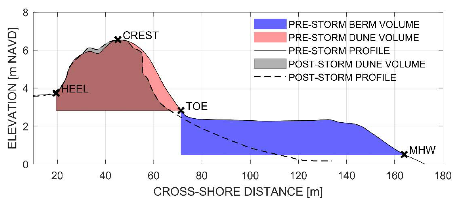 8
6
4
2
0
ELEVATION [m NAVD]
CREST
HEEL
TOE
MHW
PRE-STORM BERM VOLUME
PRE-STORM DUNE VOLUME
PRE-STORM PROFILE
POST-STORM DUNE VOLUME
POST-STORM PROFILE
20 40 60 80 100 120 140 160 180
CROSS-SHORE DISTANCE [m]